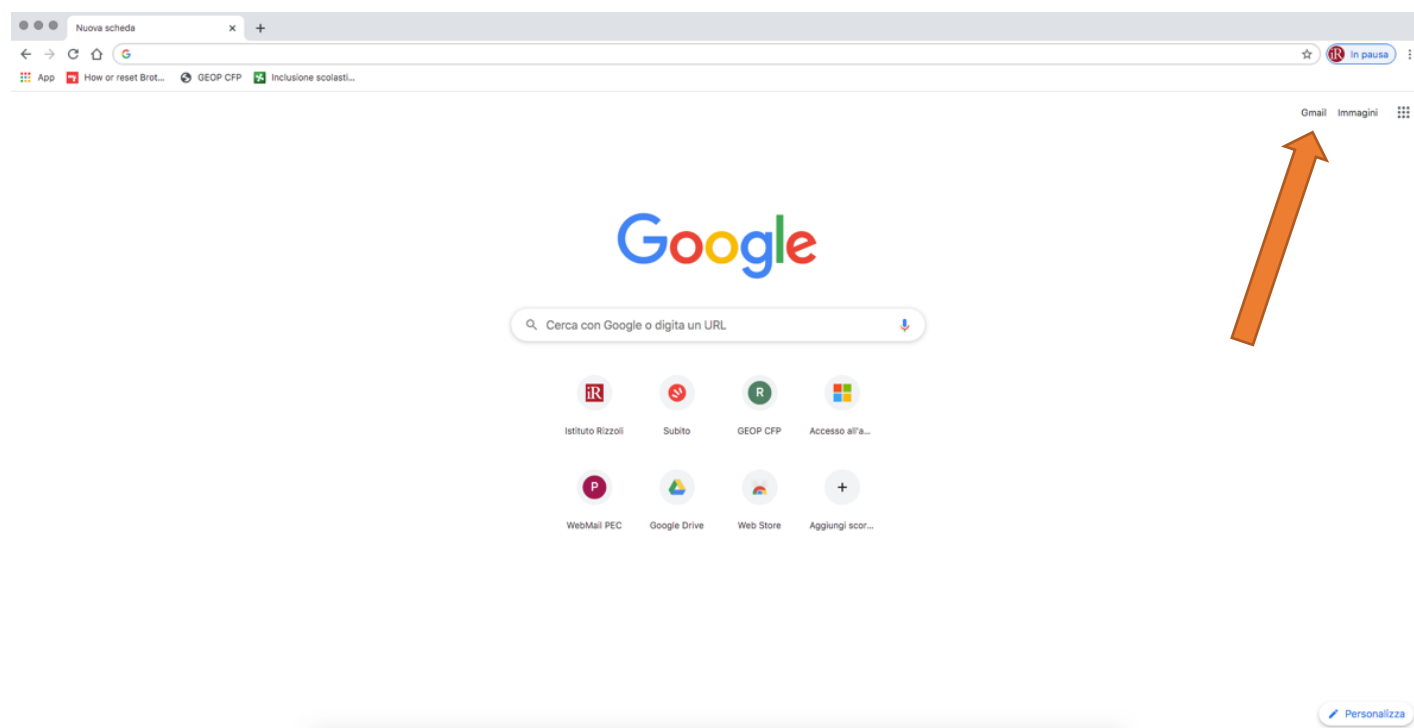 Nuova scheda
In pausa
App How or reset Brot... GEOP CFP Inclusione scolasti...
Gmail Immagini
Google
Cerca con Google o digita un URL
iR R
Istituto Rizzoli Subito GEOP CFP Accesso all'a...
P
WebMail PEC Google Drive Web Store Aggiungi scor...
Personalizza